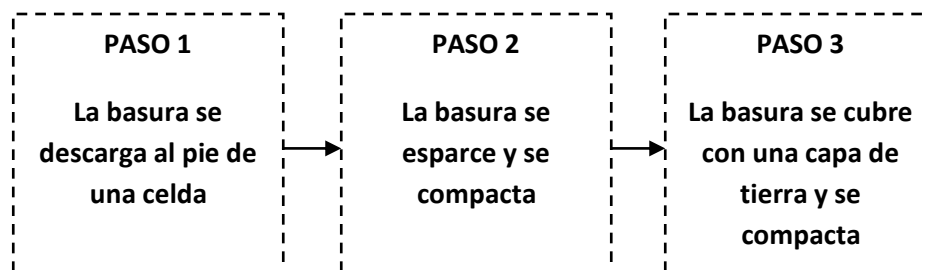 PASO 1
La basura se
descarga al pie de
una celda
PASO 2
La basura se
esparce y se
compacta
PASO 3
La basura se cubre
con una capa de
tierra y se
compacta